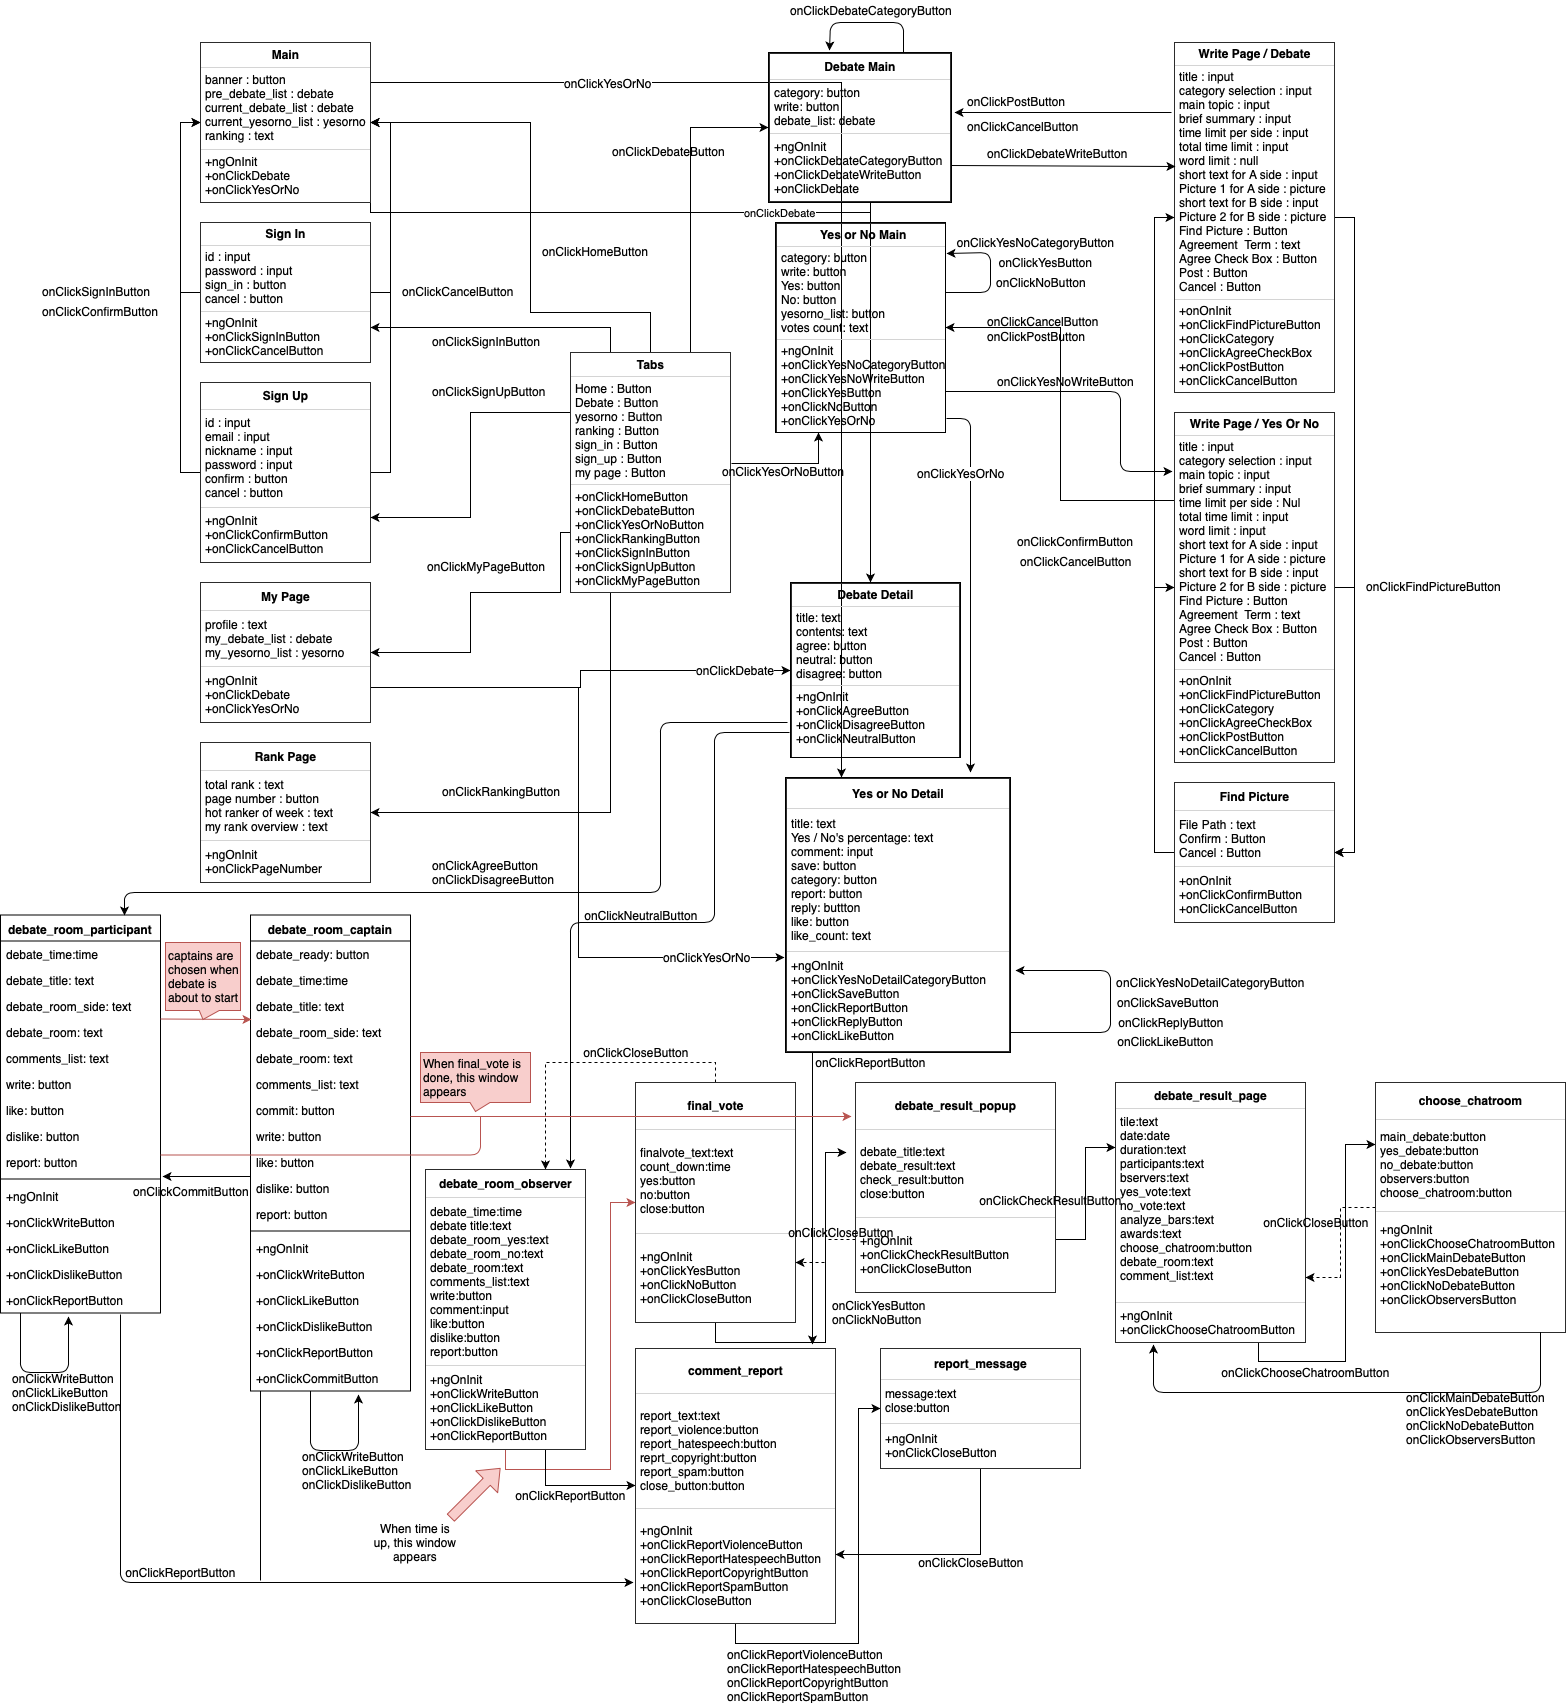 onClickDebateCategoryButton
Main
banner : button
pre_debate_list : debate
current_debate_list : debate
current_yesorno_list : yesorno
ranking : text
+ngOnInit
+onClickDebate
+onClickYesOrNo
onClickYesOrNo
Debate Main
category: button
write: button
debate_list: debate
+ngOnInit
+onClickDebateCategoryButton
+onClickDebateWriteButton
+onClickDebate
onClickPostButton
onClickCancelButton
onClickDebateWriteButton
Write Page / Debate
title : input
category selection : input
main topic : input
brief summary : input
time limit per side : input
total time limit : input
word limit : null
short text for A side : input
Picture 1 for A side : picture
short text for B side : input
Picture 2 for B side : picture
Find Picture : Button
Agreement  Term : text
Agree Check Box : Button
Post : Button
Cancel : Button
+onOnInit
+onClickFindPictureButton
+onClickCategory
+onClickAgreeCheckBox
+onClickPostButton
+onClickCancelButton
onClickDebateButton
onClickDebate
onClickHomeButton
Sign In
id : input
password : input
sign_in : button
cancel : button
+ngOnInit
+onClickSignInButton
+onClickCancelButton
onClickSignInButton
onClickConfirmButton
onClickCancelButton
onClickSignInButton
Yes or No Main
category: button
write: button
Yes: button
No: button
yesorno_list: button
votes count: text
+ngOnInit
+onClickYesNoCategoryButton
+onClickYesNoWriteButton
+onClickYesButton
+onClickNoButton
+onClickYesOrNo
onClickYesNoCategoryButton
onClickYesButton
onClickNoButton
onClickCancelButton
onClickPostButton
onClickYesNoWriteButton
Sign Up
id : input
email : input
nickname : input
password : input
confirm : button
cancel : button
+ngOnInit
+onClickConfirmButton
+onClickCancelButton
onClickSignUpButton
Tabs
Home : Button
Debate : Button
yesorno : Button
ranking : Button
sign_in : Button
sign_up : Button
my page : Button
+onClickHomeButton
+onClickDebateButton
+onClickYesOrNoButton
+onClickRankingButton
+onClickSignInButton
+onClickSignUpButton
+onClickMyPageButton
onClickYesOrNoButton
onClickYesOrNo
Write Page / Yes Or No
title : input
category selection : input
main topic : input
brief summary : input
time limit per side : Nul
total time limit : input
word limit : input
short text for A side : input
Picture 1 for A side : picture
short text for B side : input
Picture 2 for B side : picture
Find Picture : Button
Agreement  Term : text
Agree Check Box : Button
Post : Button
Cancel : Button
+onOnInit
+onClickFindPictureButton
+onClickCategory
+onClickAgreeCheckBox
+onClickPostButton
+onClickCancelButton
onClickConfirmButton
onClickCancelButton
onClickFindPictureButton
onClickMyPageButton
My Page
profile : text
my_debate_list : debate
my_yesorno_list : yesorno
+ngOnInit
+onClickDebate
+onClickYesOrNo
onClickDebate
Debate Detail
title: text
contents: text
agree: button
neutral: button
disagree: button
+ngOnInit
+onClickAgreeButton
+onClickDisagreeButton
+onClickNeutralButton
Rank Page
total rank : text
page number : button
hot ranker of week : text
my rank overview : text
+ngOnInit
+onClickPageNumber
onClickRankingButton
onClickAgreeButton
onClickDisagreeButton
onClickNeutralButton
onClickYesOrNo
Yes or No Detail
title: text
Yes / No's percentage: text
comment: input
save: button
category: button
report: button
reply: buttton
like: button
like_count: text
+ngOnInit
+onClickYesNoDetailCategoryButton
+onClickSaveButton
+onClickReportButton
+onClickReplyButton
+onClickLikeButton
onClickYesNoDetailCategoryButton
onClickSaveButton
onClickReplyButton
onClickLikeButton
onClickReportButton
Find Picture
File Path : text
Confirm : Button
Cancel : Button
+onOnInit
+onClickConfirmButton
+onClickCancelButton
debate_room_participant
debate_time:time
debate_title: text
debate_room_side: text
debate_room: text
comments_list: text
write: button
like: button
dislike: button
report: button
+ngOnInit
+onClickWriteButton
+onClickLikeButton
+onClickDislikeButton
+onClickReportButton
onClickWriteButton
onClickLikeButton
onClickDislikeButton
captains are
chosen when
debate is
about to start
debate_room_captain
debate_ready: button
debate_time:time
debate_title: text
debate_room_side: text
debate_room: text
comments_list: text
commit: button
write: button
like: button
dislike: button
report: button
+ngOnInit
+onClickWriteButton
+onClickLikeButton
+onClickDislikeButton
+onClickReportButton
+onClickCommitButton
onClickCommitButton
onClickWriteButton
onClickLikeButton
onClickDislikeButton
onClickReportButton
When final_vote is
done, this window
appears
onClickCloseButton
debate_room_observer
debate_time:time
debate title:text
debate_room_yes:text
debate_room_no:text
debate_room:text
comments_list:text
write:button
comment:input
like:button
dislike:button
report:button
+ngOnInit
+onClickWriteButton
+onClickLikeButton
+onClickDislikeButton
+onClickReportButton
onClickReportButton
When time is
up, this window
appears
final_vote
finalvote_text:text
count_down:time
yes:button
no:button
close:button
+ngOnInit
+onClickYesButton
+onClickNoButton
+onClickCloseButton
onClickCloseButton
onClickYesButton
onClickNoButton
debate_result_popup
debate_title:text
debate_result:text
check_result:button
close:button
+ngOnInit
+onClickCheckResultButton
+onClickCloseButton
onClickCheckResultButton
debate_result_page
tile:text
date:date
duration:text
participants:text
bservers:text
yes_vote:text
no_vote:text
analyze_bars:text
awards:text
choose_chatroom:button
debate_room:text
comment_list:text
+ngOnInit
+onClickChooseChatroomButton
onClickCloseButton
onClickChooseChatroomButton
choose_chatroom
main_debate:button
yes_debate:button
no_debate:button
observers:button
choose_chatroom:button
+ngOnInit
+onClickChooseChatroomButton
+onClickMainDebateButton
+onClickYesDebateButton
+onClickNoDebateButton
+onClickObserversButton
onClickMainDebateButton
onClickYesDebateButton
onClickNoDebateButton
onClickObserversButton
comment_report
report_text:text
report_violence:button
report_hatespeech:button
reprt_copyright:button
report_spam:button
close_button:button
+ngOnInit
+onClickReportViolenceButton
+onClickReportHatespeechButton
+onClickReportCopyrightButton
+onClickReportSpamButton
+onClickCloseButton
report_message
message:text
close:button
+ngOnInit
+onClickCloseButton
onClickCloseButton
onClickReportViolenceButton
onClickReportHatespeechButton
onClickReportCopyrightButton
onClickReportSpamButton